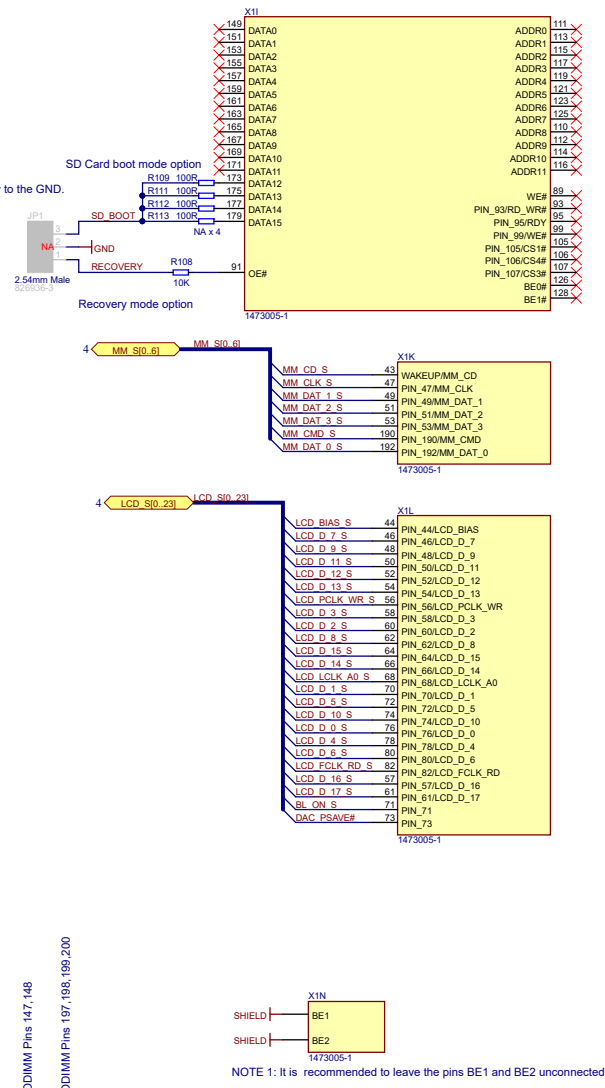 X1I
149 DATA0 ADDR0 111
151 DATA1 ADDR1 113
153 DATA2 ADDR2 115
155 DATA3 ADDR3 117
157 DATA4 ADDR4 119
159 DATA5 ADDR5 121
161 DATA6 ADDR6 123
163 DATA7 ADDR7 125
165 DATA8 ADDR8 110
167 DATA9 ADDR9 112
169 DATA10 ADDR10 114
171 DATA11 ADDR11 116
SD Card boot mode option
R109 100R 173 DATA12
to the GND.
R111 100R 175 DATA13 WE# 89
R112 100R 177 DATA14 PIN_93/RD_WR# 93
JP1 3 SD_BOOT R113 100R 179 DATA15 PIN_95/RDY 95
NA x 4 PIN_99/WE# 99
NA 2 GND PIN_105/CS1# 105
PIN_106/CS4# 106
1 RECOVERY R108 91 OE# PIN_107/CS3# 107
2.54mm Male 10K BE0# 126
826936-3 BE1# 128
Recovery mode option
1473005-1
4 MM_S[0..6] MM_S[0..6]
X1K
MM_CD_S 43 WAKEUP/MM_CD
MM_CLK_S 47 PIN_47/MM_CLK
MM_DAT_1_S 49 PIN_49/MM_DAT_1
MM_DAT_2_S 51 PIN_51/MM_DAT_2
MM_DAT_3_S 53 PIN_53/MM_DAT_3
MM_CMD_S 190 PIN_190/MM_CMD
MM_DAT_0_S 192 PIN_192/MM_DAT_0
1473005-1
4 LCD_S[0..23] LCD_S[0..23]
X1L
LCD_BIAS_S 44 PIN_44/LCD_BIAS
LCD_D_7_S 46 PIN_46/LCD_D_7
LCD_D_9_S 48 PIN_48/LCD_D_9
LCD_D_11_S 50 PIN_50/LCD_D_11
LCD_D_12_S 52 PIN_52/LCD_D_12
LCD_D_13_S 54 PIN_54/LCD_D_13
LCD_PCLK_WR_S 56 PIN_56/LCD_PCLK_WR
LCD_D_3_S 58 PIN_58/LCD_D_3
LCD_D_2_S 60 PIN_60/LCD_D_2
LCD_D_8_S 62 PIN_62/LCD_D_8
LCD_D_15_S 64 PIN_64/LCD_D_15
LCD_D_14_S 66 PIN_66/LCD_D_14
LCD_LCLK_A0_S 68 PIN_68/LCD_LCLK_A0
LCD_D_1_S 70 PIN_70/LCD_D_1
LCD_D_5_S 72 PIN_72/LCD_D_5
LCD_D_10_S 74 PIN_74/LCD_D_10
LCD_D_0_S 76 PIN_76/LCD_D_0
LCD_D_4_S 78 PIN_78/LCD_D_4
LCD_D_6_S 80 PIN_80/LCD_D_6
LCD_FCLK_RD_S 82 PIN_82/LCD_FCLK_RD
LCD_D_16_S 57 PIN_57/LCD_D_16
LCD_D_17_S 61 PIN_61/LCD_D_17
BL_ON_S 71 PIN_71
DAC_PSAVE# 73 PIN_73
1473005-1
ODIMM Pins 147,148
ODIMM Pins 197,198,199,200
X1N
SHIELD BE1
SHIELD BE2
1473005-1
NOTE 1: It is recommended to leave the pins BE1 and BE2 unconnected